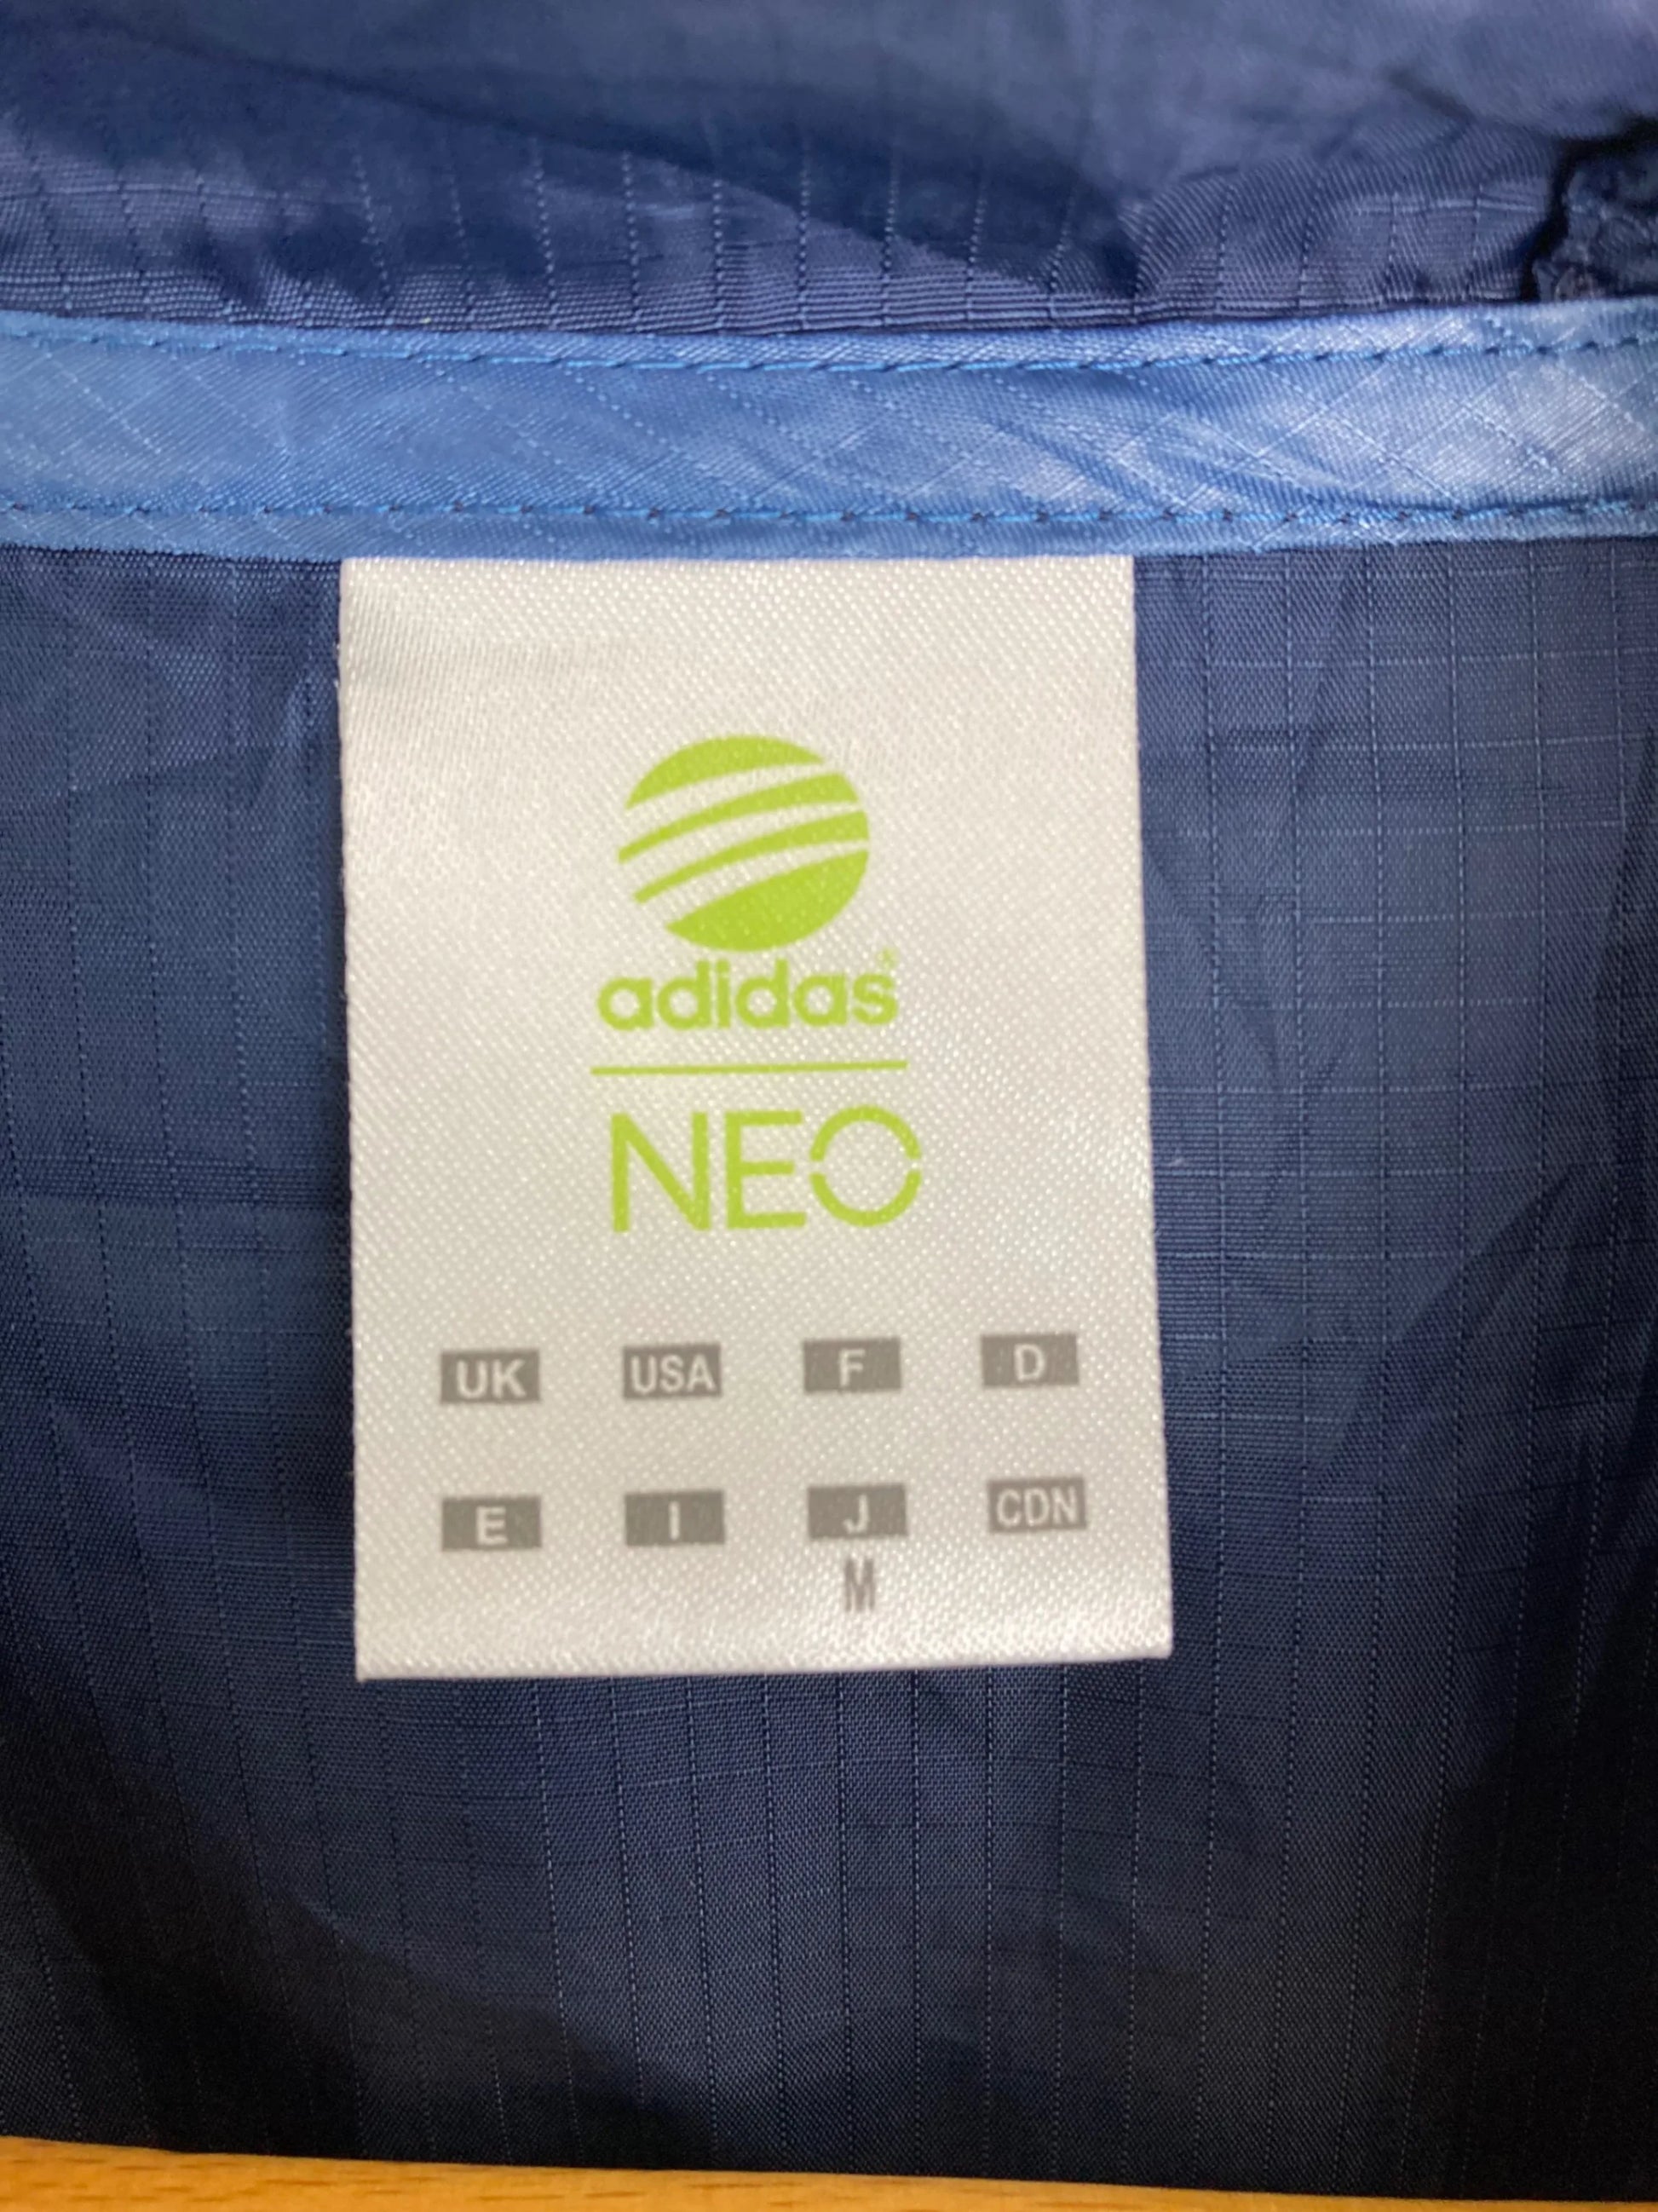 adidas®
NEO
UK USA F D
E I J CDN
M